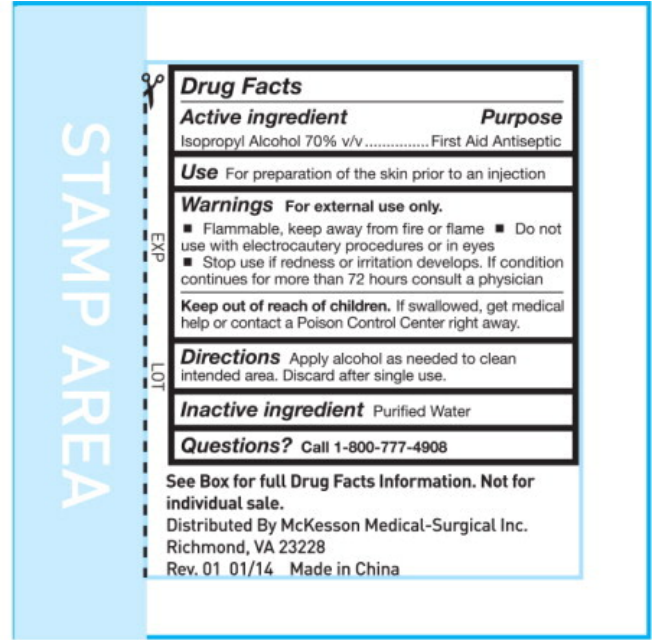 STAMP AREA
EXP
LOT
Drug Facts
Active ingredient Purpose
Isopropyl Alcohol 70% v/v...............First Aid Antiseptic
Use For preparation of the skin prior to an injection
Warnings For external use only.
■ Flammable, keep away from fire or flame ■ Do not
use with electrocautery procedures or in eyes
■ Stop use if redness or irritation develops. If condition
continues for more than 72 hours consult a physician
Keep out of reach of children. If swallowed, get medical
help or contact a Poison Control Center right away.
Directions Apply alcohol as needed to clean
intended area. Discard after single use.
Inactive ingredient Purified Water
Questions? Call 1-800-777-4908
See Box for full Drug Facts Information. Not for
individual sale.
Distributed By McKesson Medical-Surgical Inc.
Richmond, VA 23228
Rev. 01 01/14 Made in China